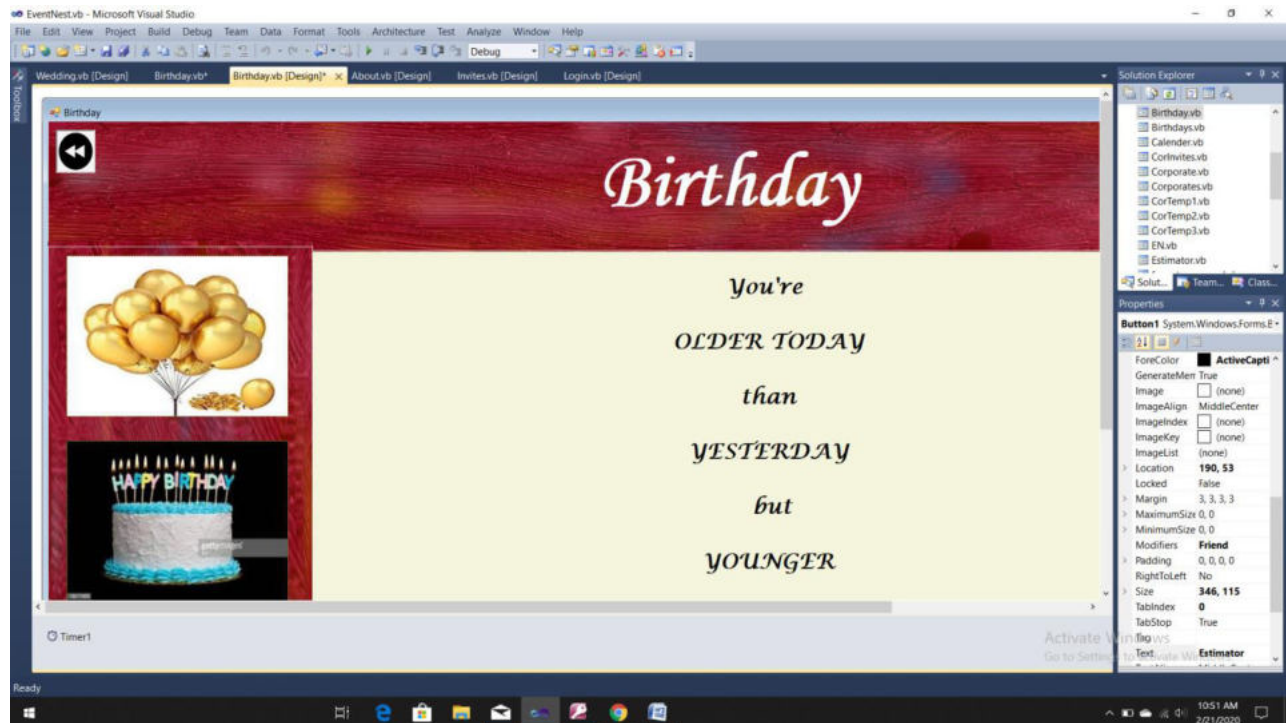 EventNest.vb - Microsoft Visual Studio
File Edit View Project Build Debug Team Data Format Tools Architecture Test Analyze Window Help
Debug
Wedding.vb [Design] Birthday.vb* Birthday.vb [Design]* About.vb [Design] Invites.vb [Design] Login.vb [Design]
Toolbox
Birthday
Birthday
You're
OLDER TODAY
than
YESTERDAY
but
YOUNGER
HAPPY BIRTHDAY
Timer1
Solution Explorer
Birthday.vb
Birthdays.vb
Calender.vb
CorInvites.vb
Corporate.vb
Corporates.vb
CorTemp1.vb
CorTemp2.vb
CorTemp3.vb
EN.vb
Estimator.vb
Solut... Team... Class...
Properties
Button1 System.Windows.Forms.B
ForeColor ActiveCapti
GenerateMem True
Image (none)
ImageAlign MiddleCenter
ImageIndex (none)
ImageKey (none)
ImageList (none)
Location 190, 53
Locked False
Margin 3, 3, 3, 3
MaximumSize 0, 0
MinimumSize 0, 0
Modifiers Friend
Padding 0, 0, 0, 0
RightToLeft No
Size 346, 115
TabIndex 0
TabStop True
Tag
Text Estimator
Activate Windows
Go to Settings to activate Windows.
Ready
10:51 AM
2/21/2020